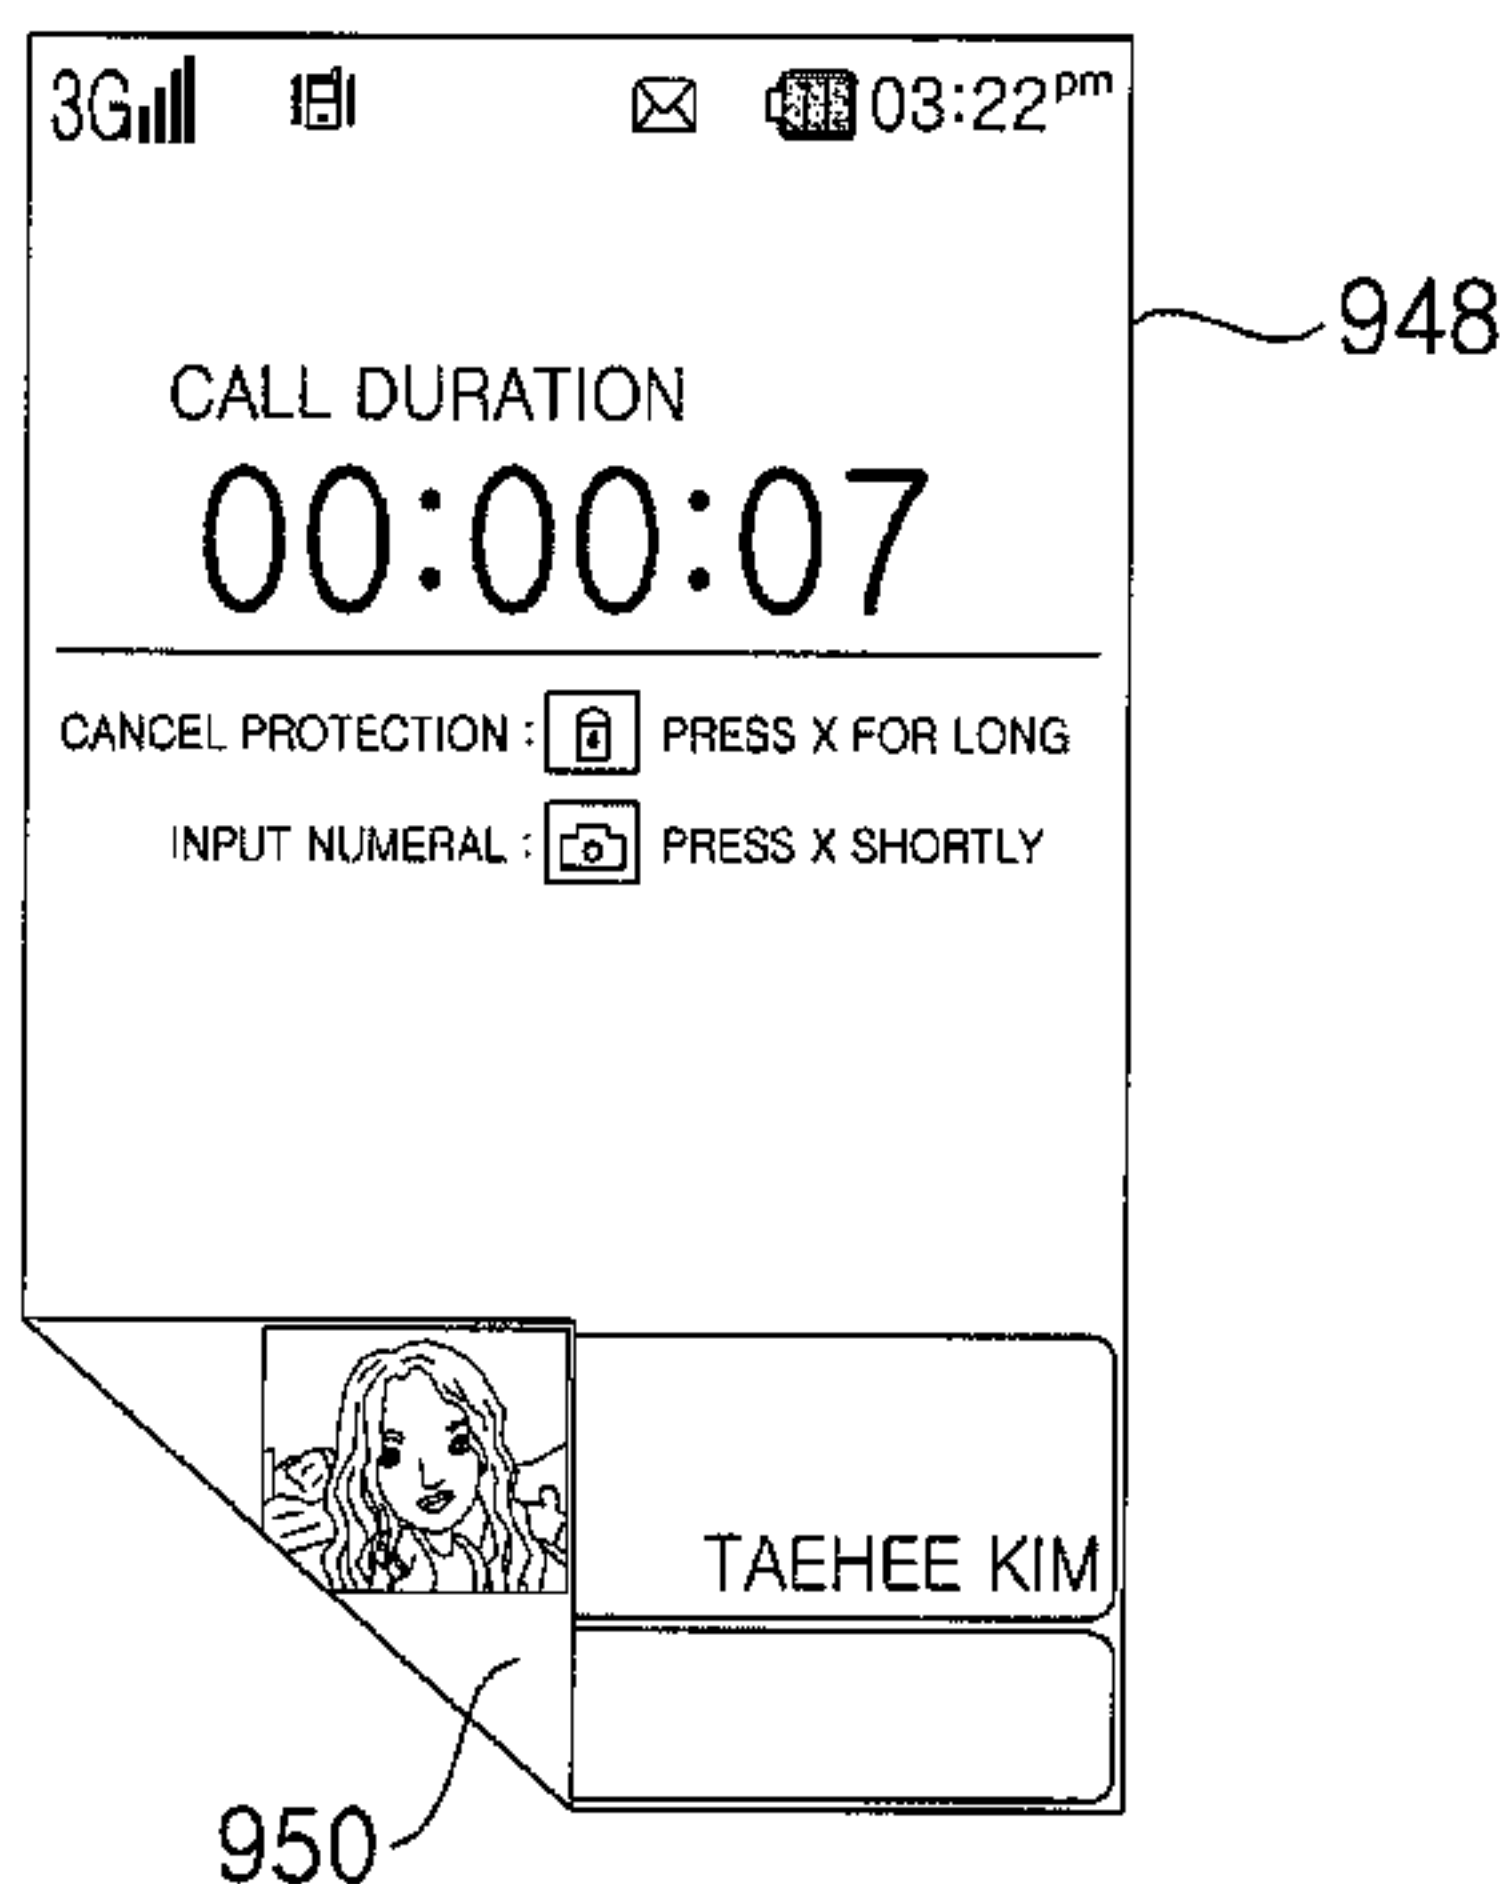 3G 03:22pm
948
CALL DURATION
00:00:07
CANCEL PROTECTION : PRESS X FOR LONG
INPUT NUMERAL : PRESS X SHORTLY
TAEHEE KIM
950